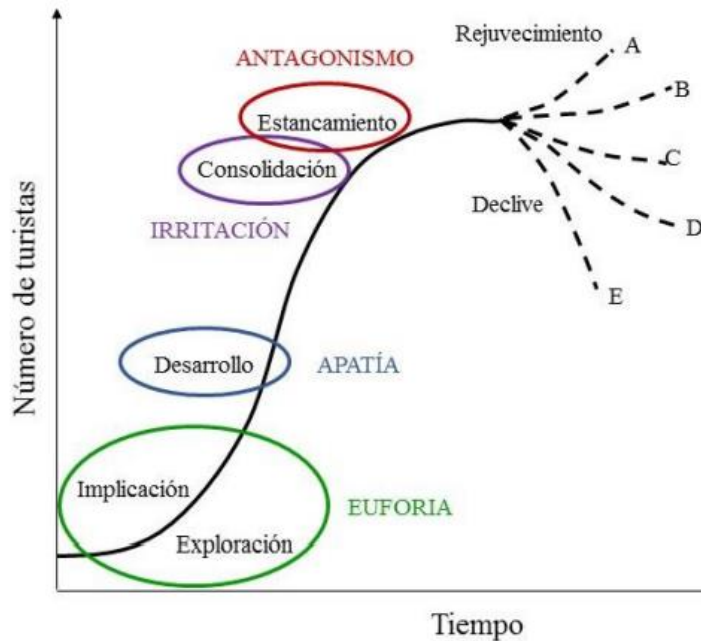 Rejuvecimiento
A
ANTAGONISMO
B
Estancamiento
Consolidación
C
Declive
IRRITACIÓN
D
E
Número de turistas
Desarrollo
APATÍA
Implicación
EUFORIA
Exploración
Tiempo